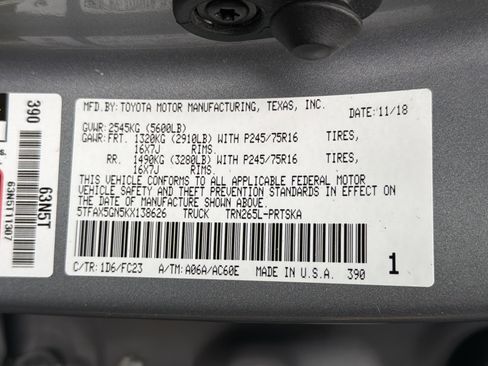 MFD.BY:TOYOTA MOTOR MANUFACTURING, TEXAS, INC.
DATE:11/18
GVWR:2545KG (5600LB)
GAWR:FRT. 1320KG (2910LB) WITH P245/75R16 TIRES,
16X7J RIMS.
RR. 1490KG (3280LB) WITH P245/75R16 TIRES,
16X7J RIMS.
THIS VEHICLE CONFORMS TO ALL APPLICABLE FEDERAL MOTOR
VEHICLE SAFETY AND THEFT PREVENTION STANDARDS IN EFFECT ON
THE DATE OF MANUFACTURE SHOWN ABOVE.
5TFAX5GN5KX138626 TRUCK TRN265L-PRTSKA
C/TR:1D6/FC23 A/TM:A06A/AC60E MADE IN U.S.A. 390 1
390
63N5T
63N5T11307